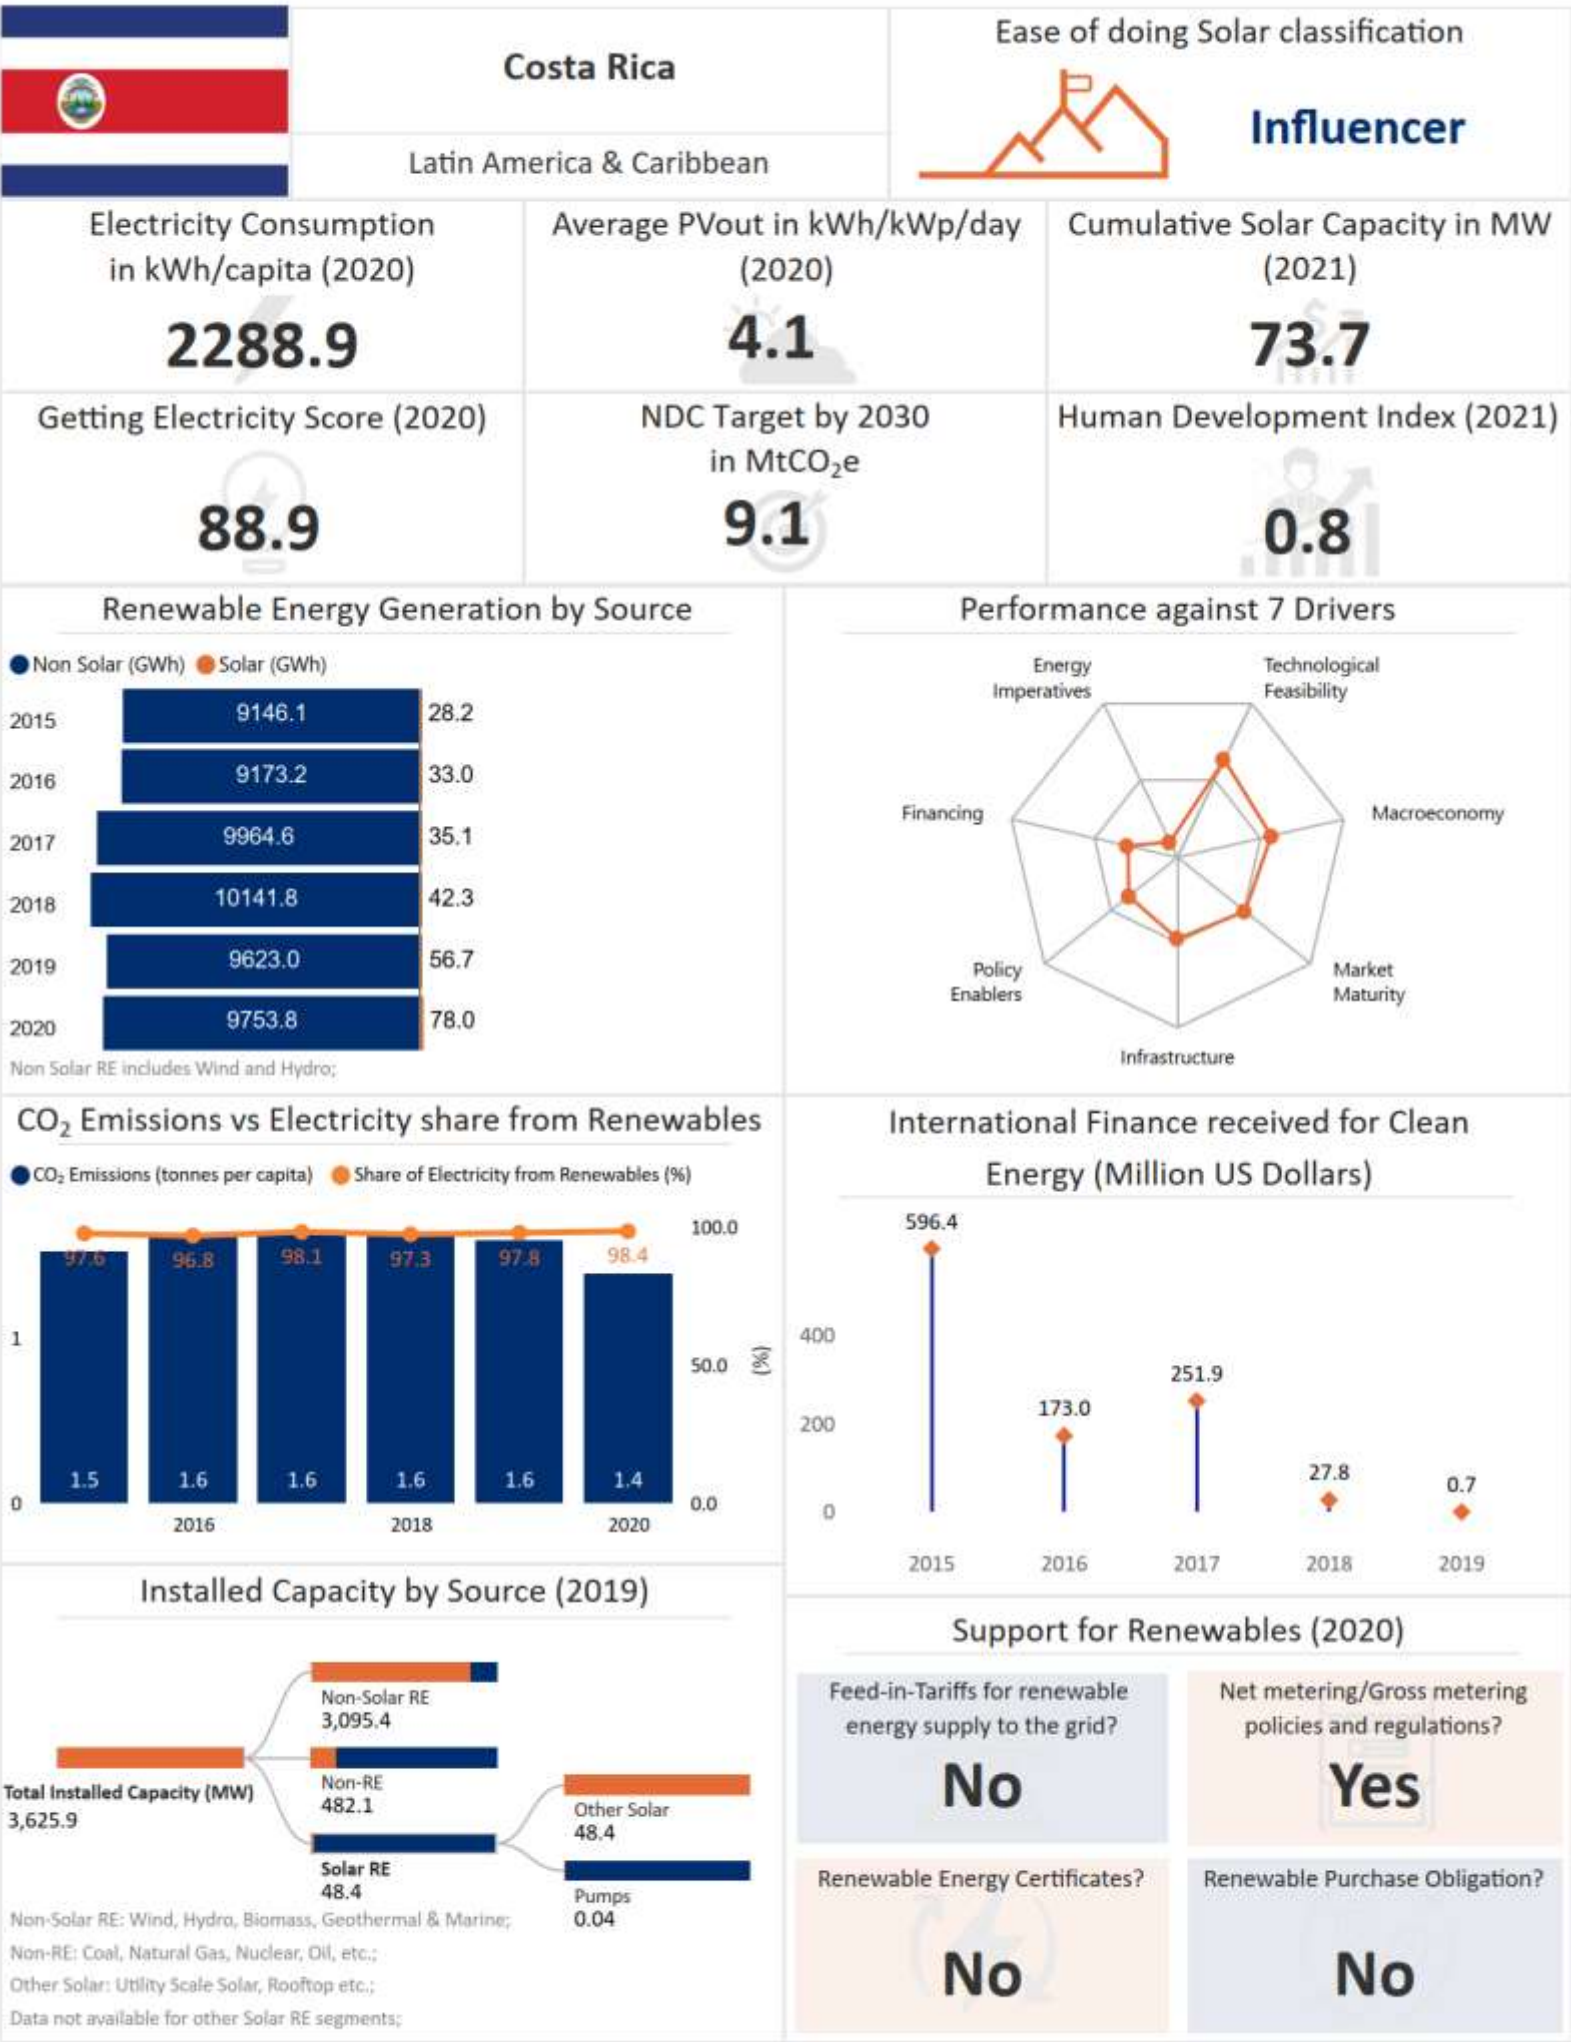 Costa Rica
Latin America & Caribbean
Ease of doing Solar classification
Influencer
Electricity Consumption
in kWh/capita (2020)
2288.9
Average PVout in kWh/kWp/day
(2020)
4.1
Cumulative Solar Capacity in MW
(2021)
73.7
Getting Electricity Score (2020)
88.9
NDC Target by 2030
in MtCO₂e
9.1
Human Development Index (2021)
0.8
Renewable Energy Generation by Source
Non Solar (GWh) Solar (GWh)
2015 9146.1 28.2
2016 9173.2 33.0
2017 9964.6 35.1
2018 10141.8 42.3
2019 9623.0 56.7
2020 9753.8 78.0
Non Solar RE includes Wind and Hydro;
Performance against 7 Drivers
Energy
Imperatives
Technological
Feasibility
Financing
Macroeconomy
Policy
Enablers
Market
Maturity
Infrastructure
CO₂ Emissions vs Electricity share from Renewables
CO₂ Emissions (tonnes per capita) Share of Electricity from Renewables (%)
100.0
97.6 96.8 98.1 97.3 97.8 98.4
1
50.0 (%)
1.5 1.6 1.6 1.6 1.6 1.4
0 0.0
2016 2018 2020
International Finance received for Clean
Energy (Million US Dollars)
596.4
400
251.9
173.0
200
27.8
0.7
0
2015 2016 2017 2018 2019
Installed Capacity by Source (2019)
Non-Solar RE
3,095.4
Total Installed Capacity (MW)
3,625.9
Non-RE
482.1
Other Solar
48.4
Solar RE
48.4
Pumps
0.04
Non-Solar RE: Wind, Hydro, Biomass, Geothermal & Marine;
Non-RE: Coal, Natural Gas, Nuclear, Oil, etc.;
Other Solar: Utility Scale Solar, Rooftop etc.;
Data not available for other Solar RE segments;
Support for Renewables (2020)
Feed-in-Tariffs for renewable
energy supply to the grid?
No
Net metering/Gross metering
policies and regulations?
Yes
Renewable Energy Certificates?
No
Renewable Purchase Obligation?
No